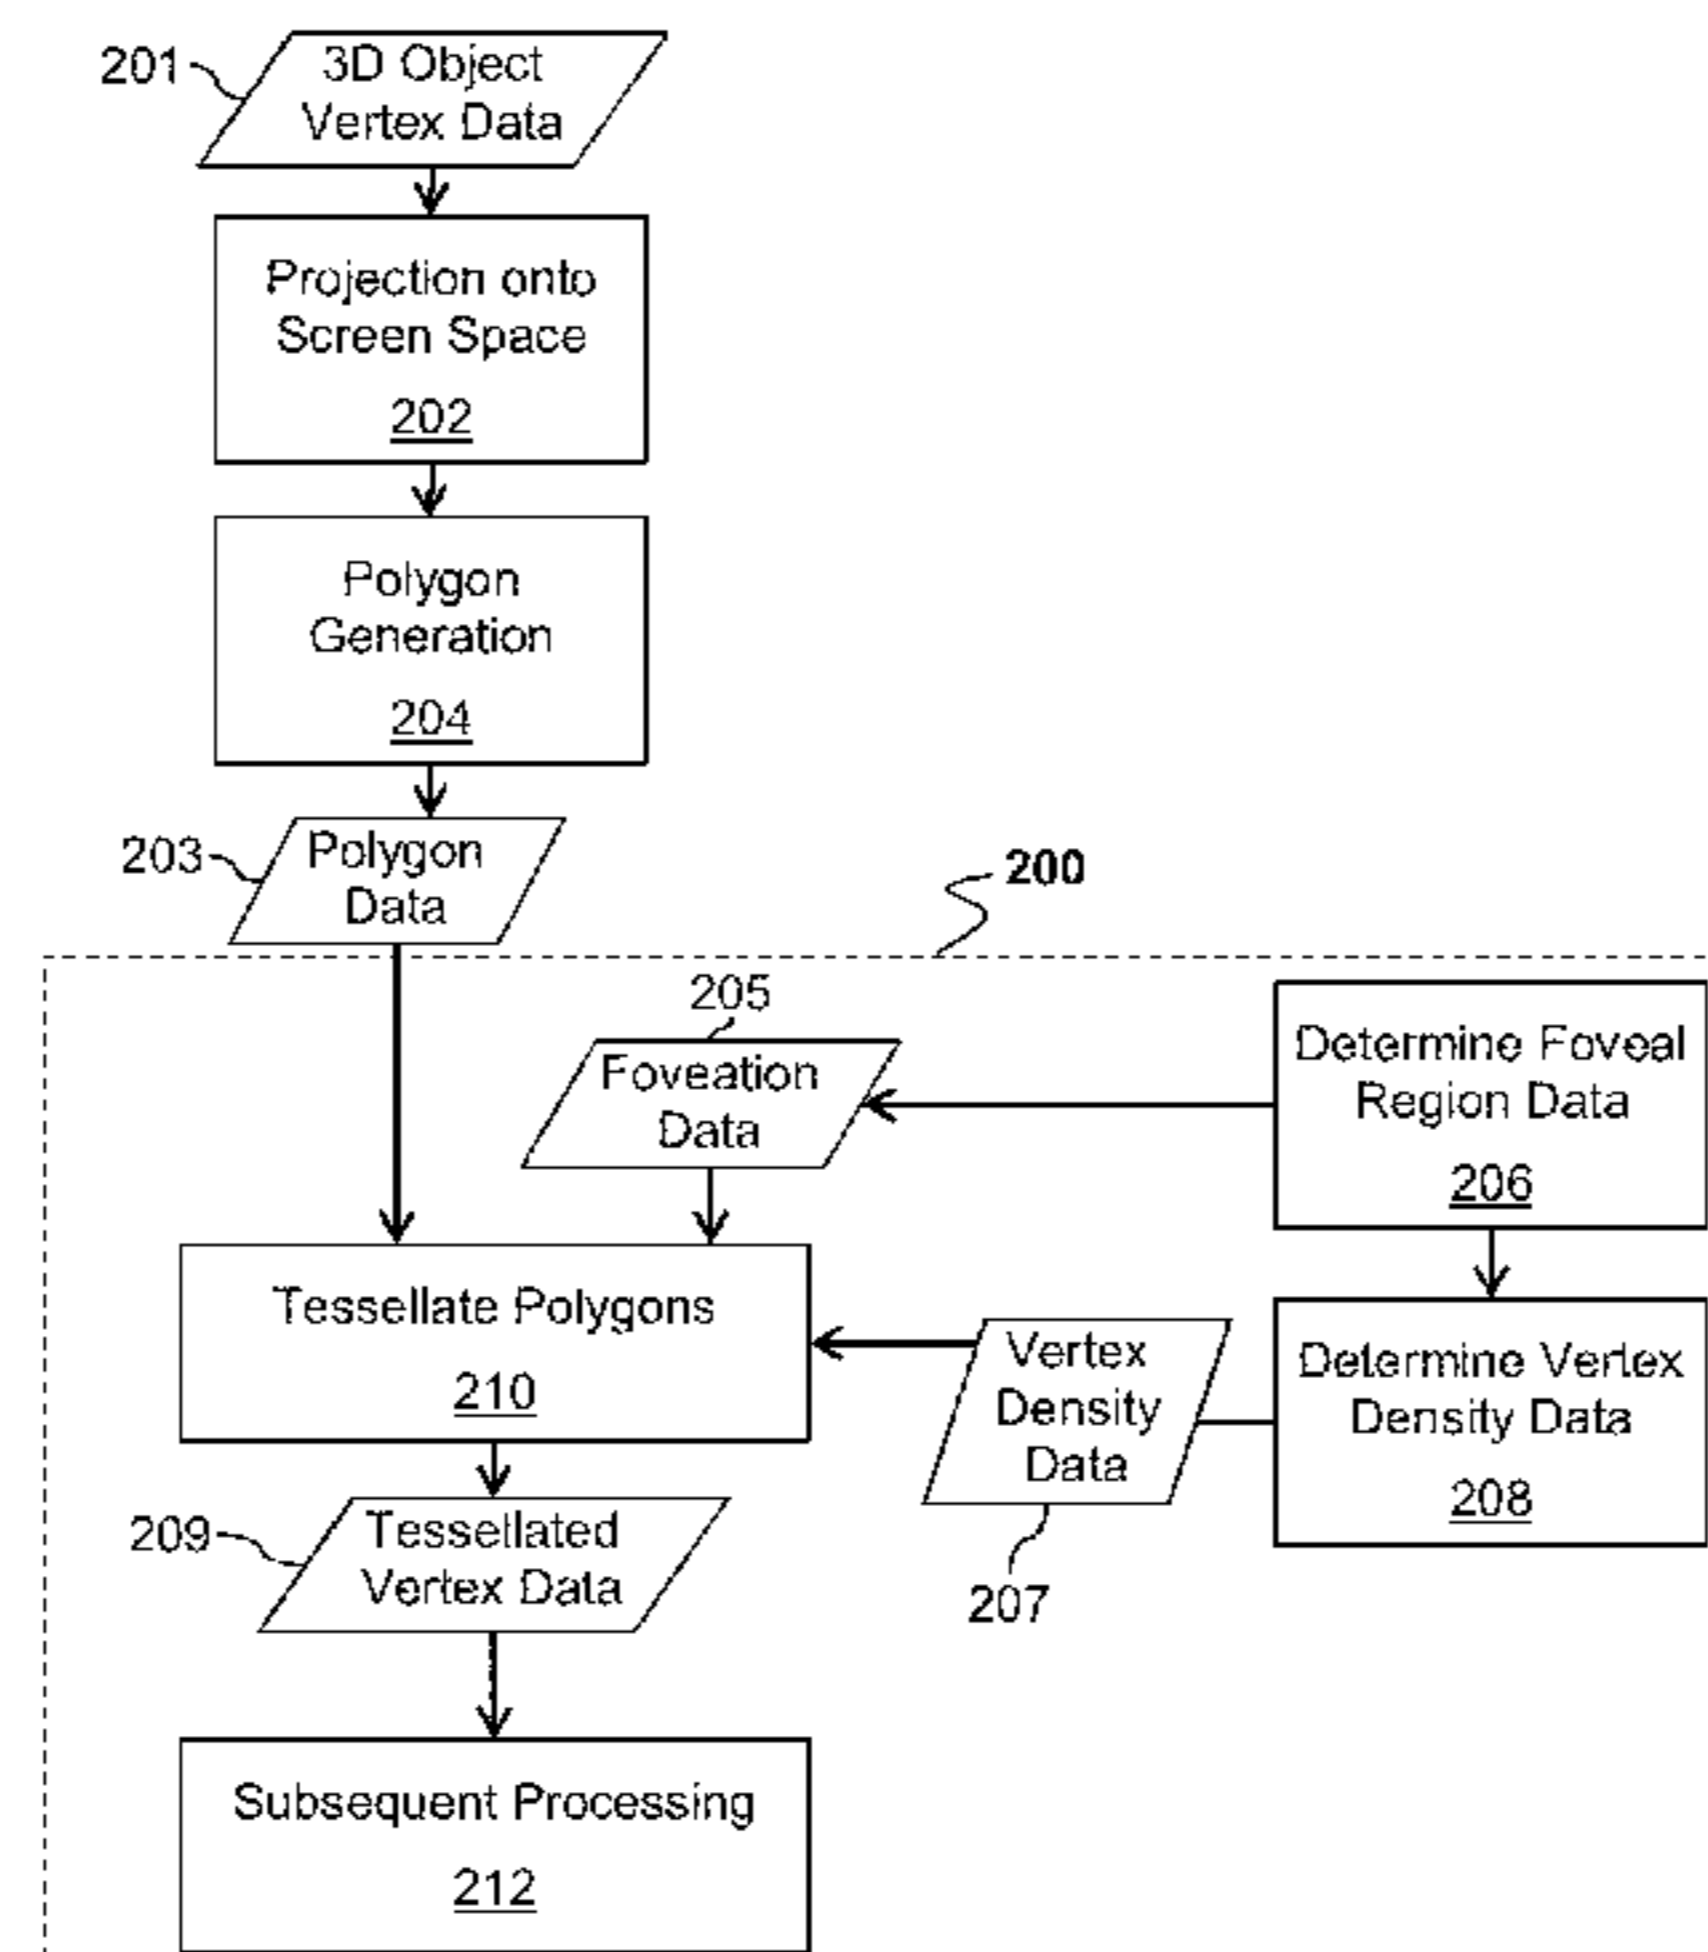 201
3D Object
Vertex Data
Projection onto
Screen Space
202
Polygon
Generation
204
203
Polygon
Data
200
205
Foveation
Data
Determine Foveal
Region Data
206
Tessellate Polygons
210
Vertex
Density
Data
207
Determine Vertex
Density Data
208
209
Tessellated
Vertex Data
Subsequent Processing
212